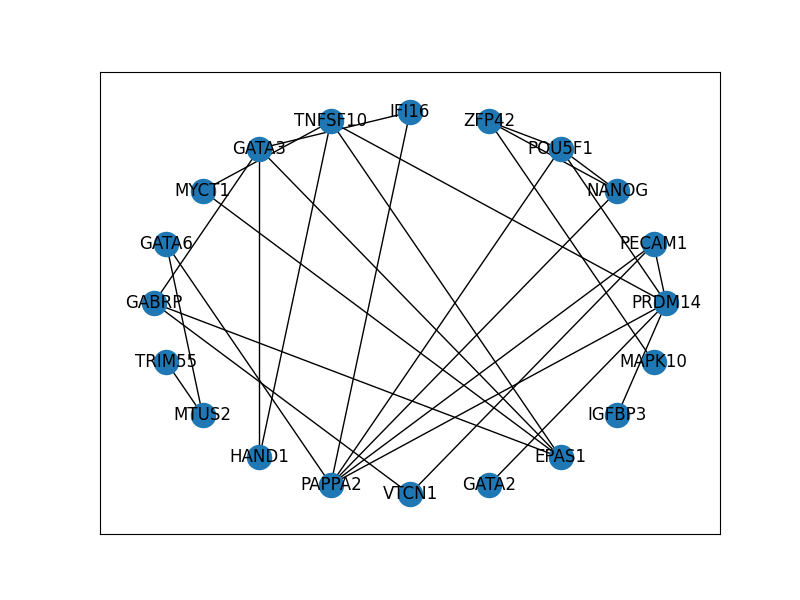 IFI16
TNFSF10
ZFP42
GATA3
POU5F1
MYCT1
NANOG
GATA6
PECAM1
GABRP
PRDM14
TRIM55
MAPK10
MTUS2
IGFBP3
HAND1
EPAS1
PAPPA2
GATA2
VTCN1